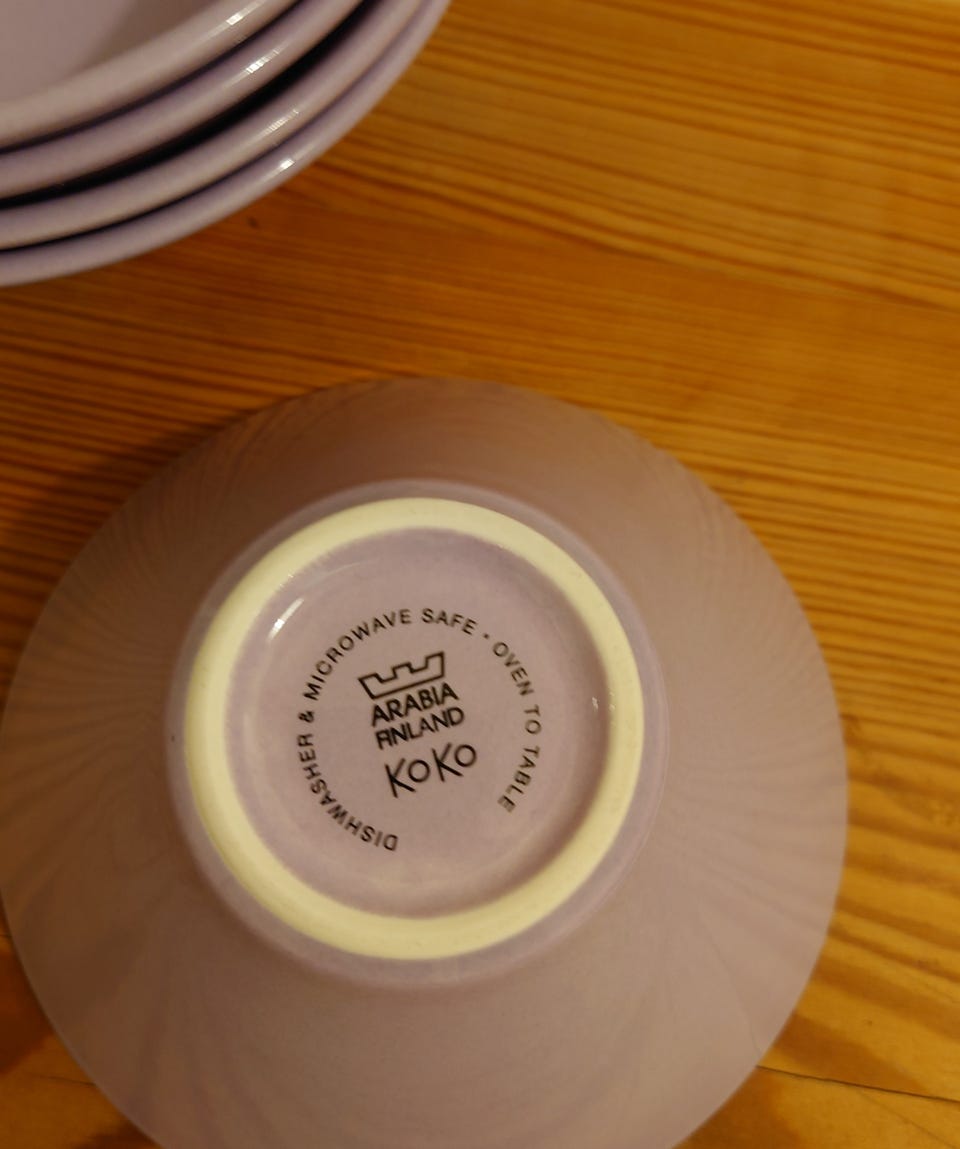 DISHWASHER & MICROWAVE SAFE • OVEN TO TABLE
ARABIA
FINLAND
KoKo